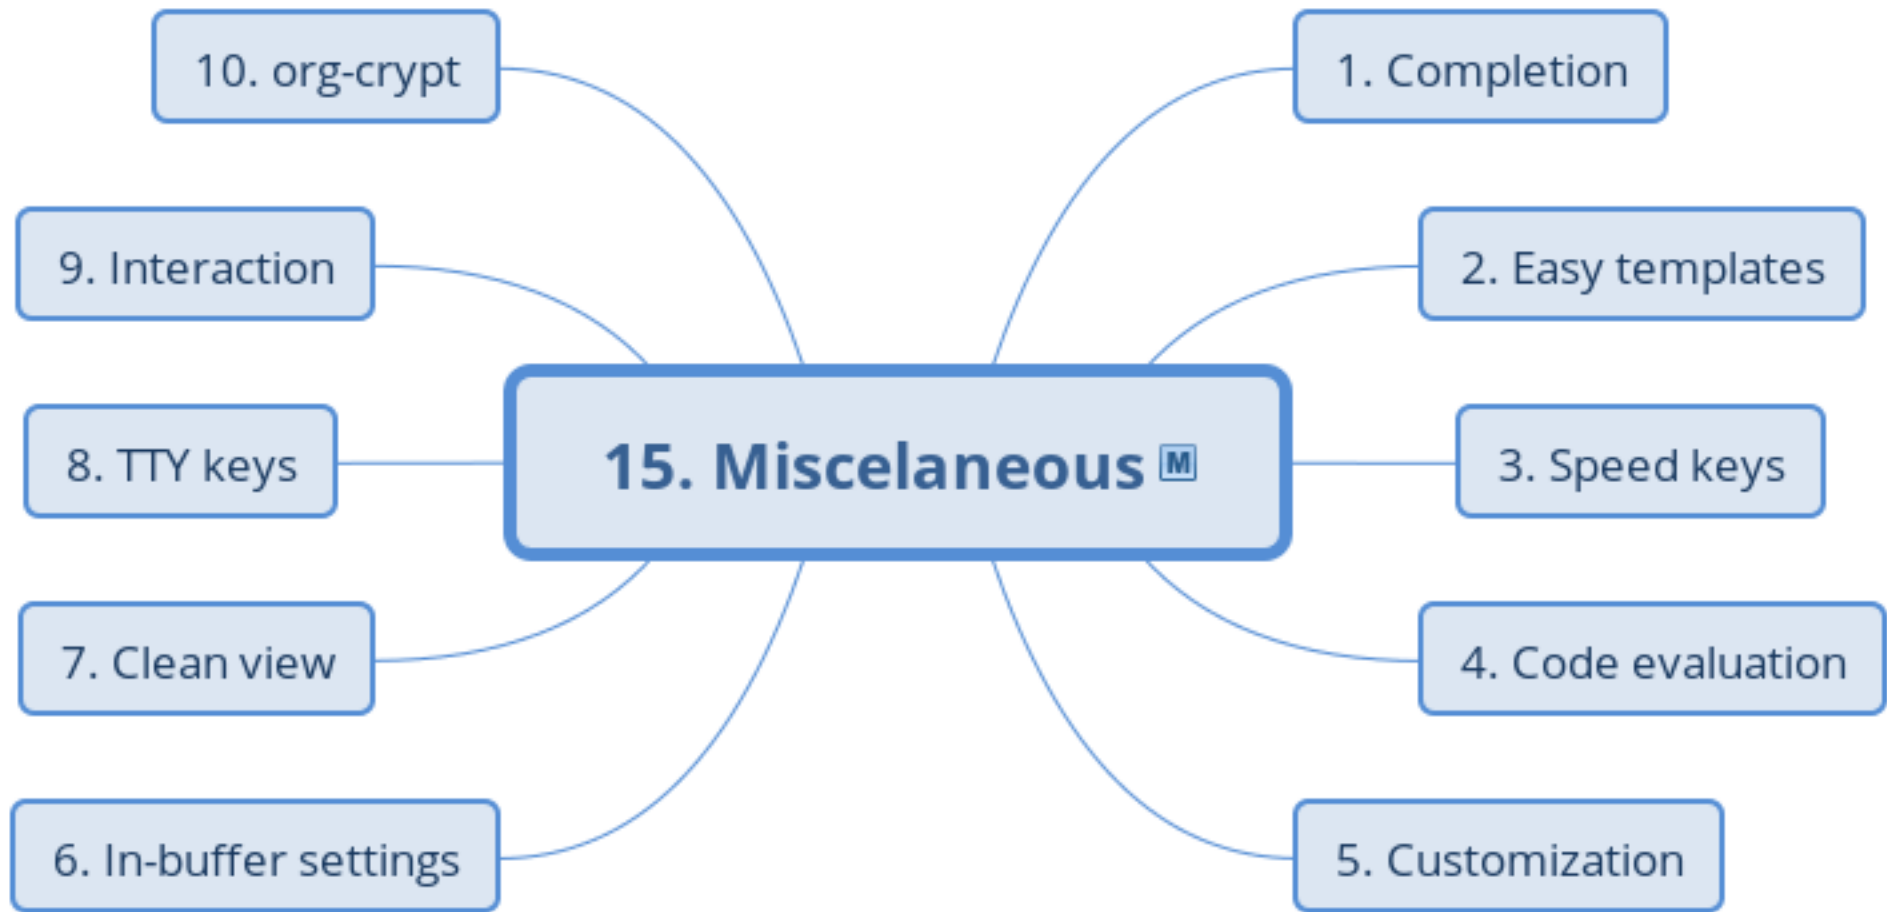 15. Miscelaneous M
1. Completion
2. Easy templates
3. Speed keys
4. Code evaluation
5. Customization
6. In-buffer settings
7. Clean view
8. TTY keys
9. Interaction
10. org-crypt